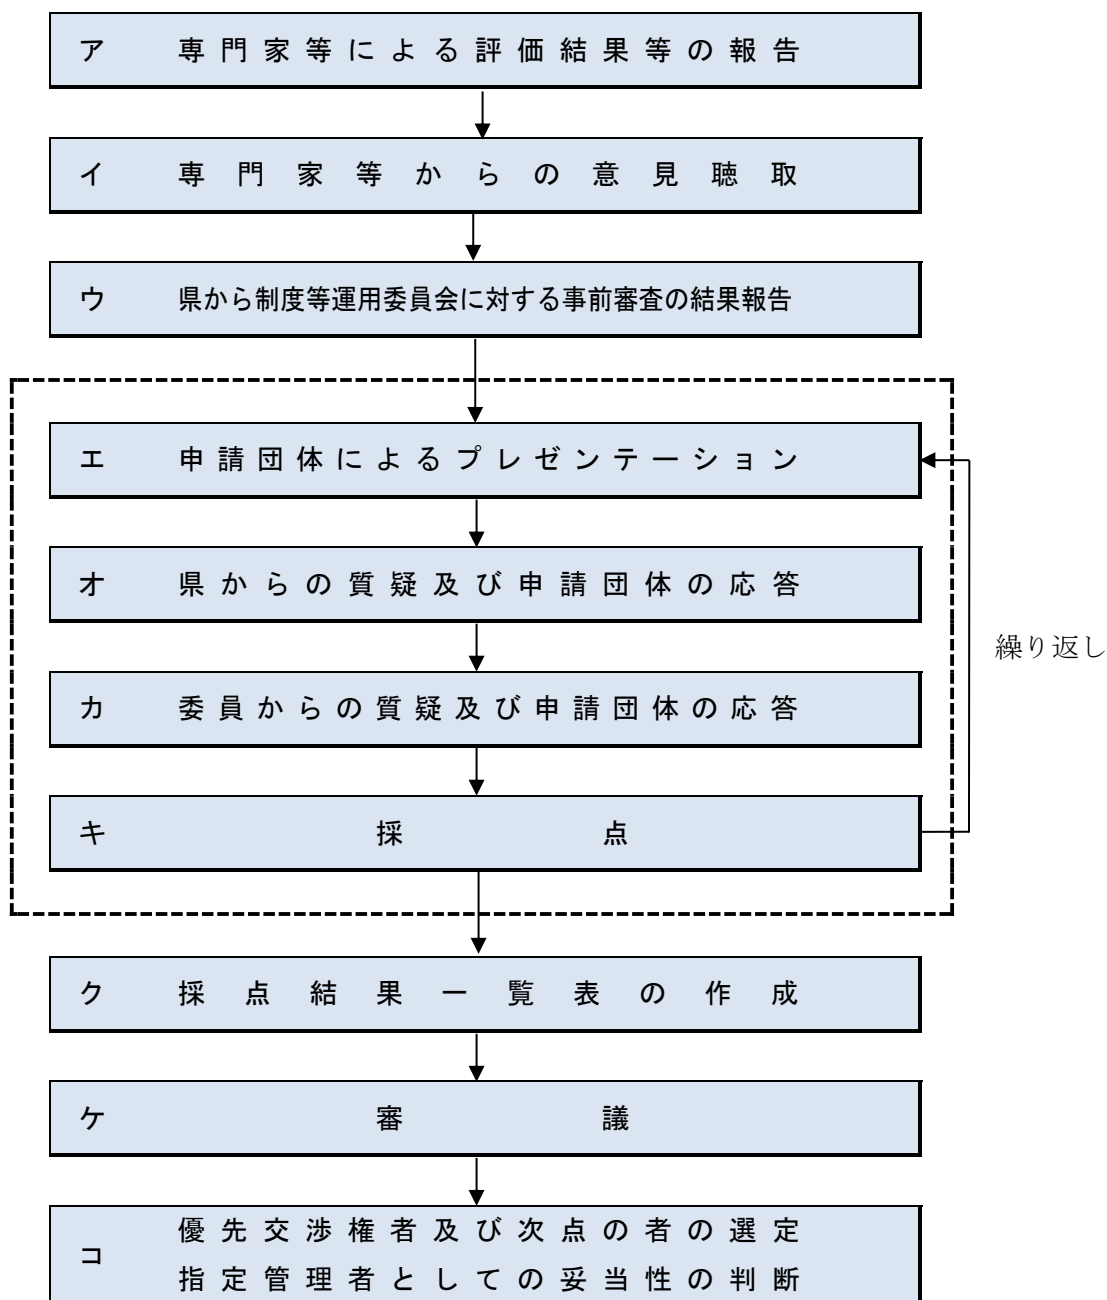 ア 専門家等による評価結果等の報告
イ 専門家等からの意見聴取
ウ 県から制度等運用委員会に対する事前審査の結果報告
エ 申請団体によるプレゼンテーション
オ 県からの質疑及び申請団体の応答
繰り返し
カ 委員からの質疑及び申請団体の応答
キ 採点
ク 採点結果一覧表の作成
ケ 審議
コ 優先交渉権者及び次点の者の選定
指定管理者としての妥当性の判断